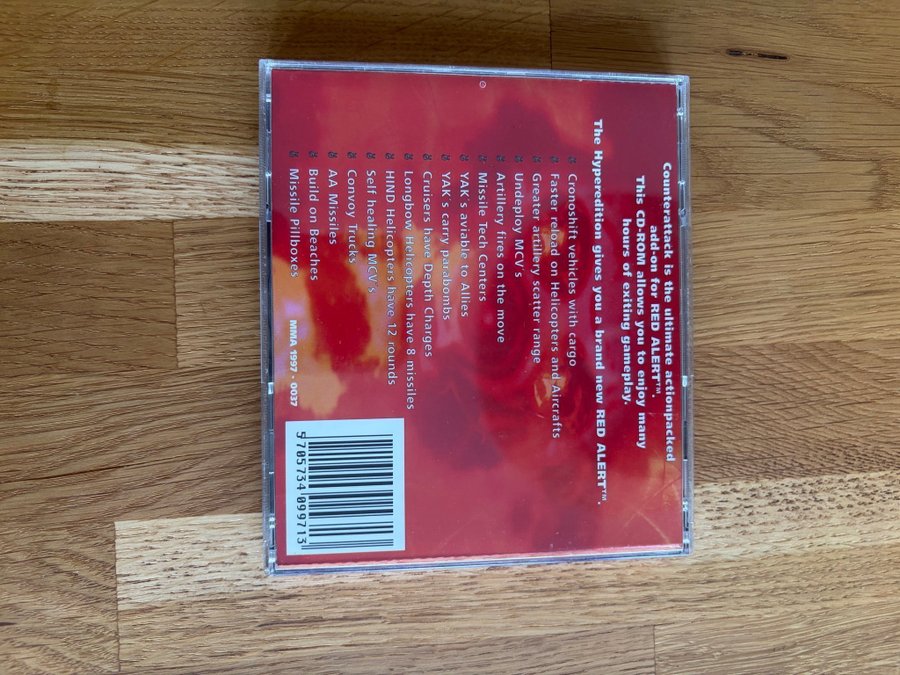 Counterattack is the ultimate actionpacked
add-on for RED ALERT™.
This CD-ROM allows you to enjoy many
hours of exiting gameplay.
The Hyperedition gives you a brand new RED ALERT™.
Cronoshift vehicles with cargo
Faster reload on Helicopters and Aircrafts
Greater artillery scatter range
Undeploy MCV's
Artillery fires on the move
Missile Tech Centers
YAK's aviable to Allies
YAK's carry parabombs
Cruisers have Depth Charges
Longbow Helicopters have 8 missiles
HIND Helicopters have 12 rounds
Self healing MCV's
Convoy Trucks
AA Missiles
Build on Beaches
Missile Pillboxes
MMA 1997 - 0037
5 705734 099713